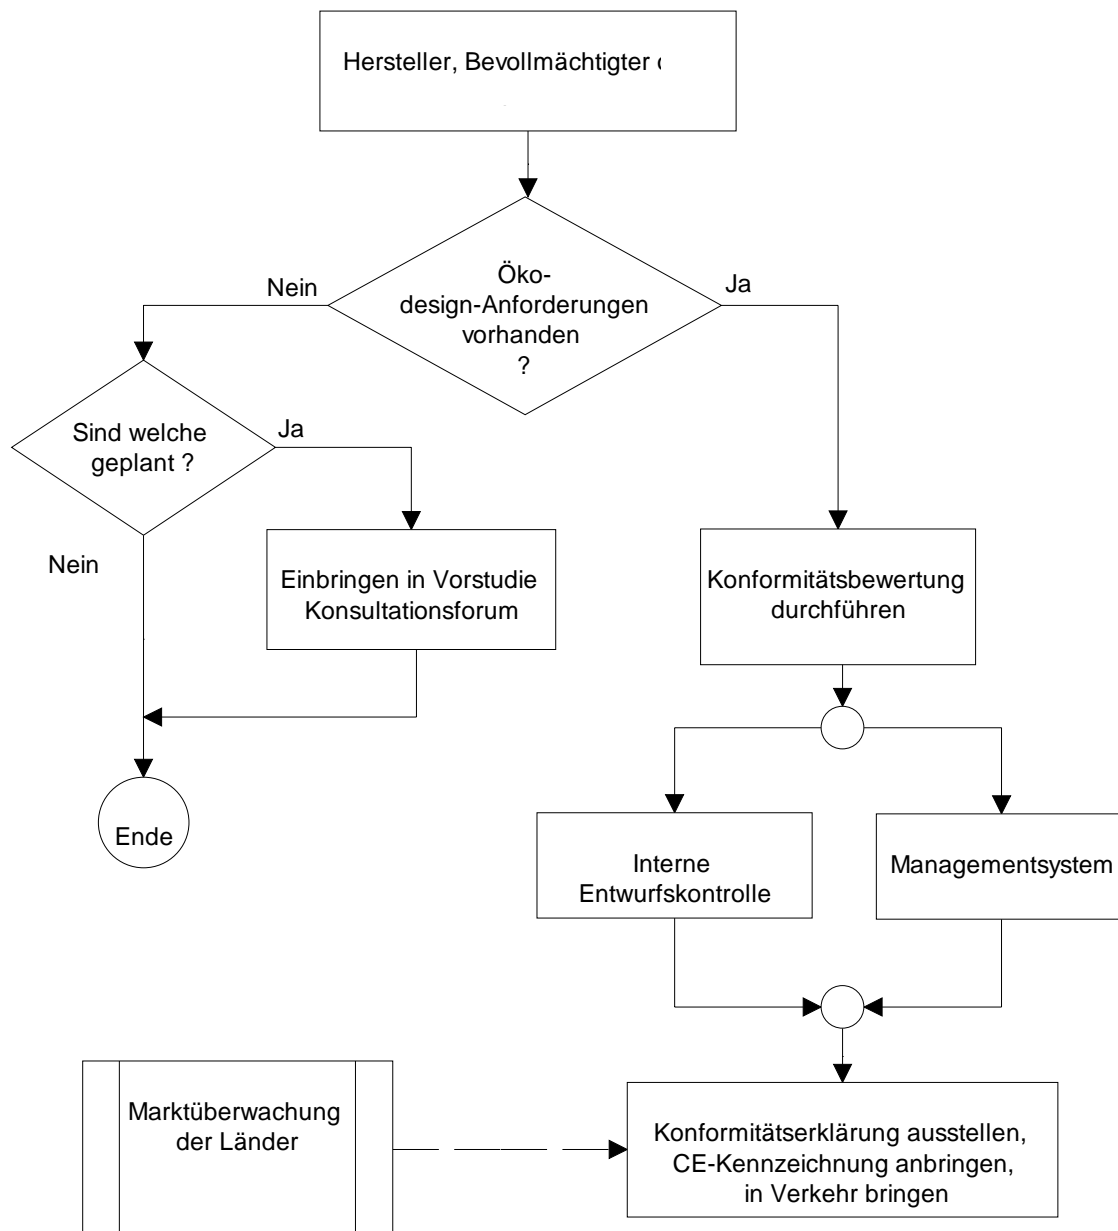 Hersteller, Bevollmächtigter
Nein
Ja
Öko-
design-Anforderungen
vorhanden
?
Sind welche
geplant ?
Ja
Nein
Einbringen in Vorstudie
Konsultationsforum
Konformitätsbewertung
durchführen
Ende
Interne
Entwurfskontrolle
Managementsystem
Marktüberwachung
der Länder
Konformitätserklärung ausstellen,
CE-Kennzeichnung anbringen,
in Verkehr bringen